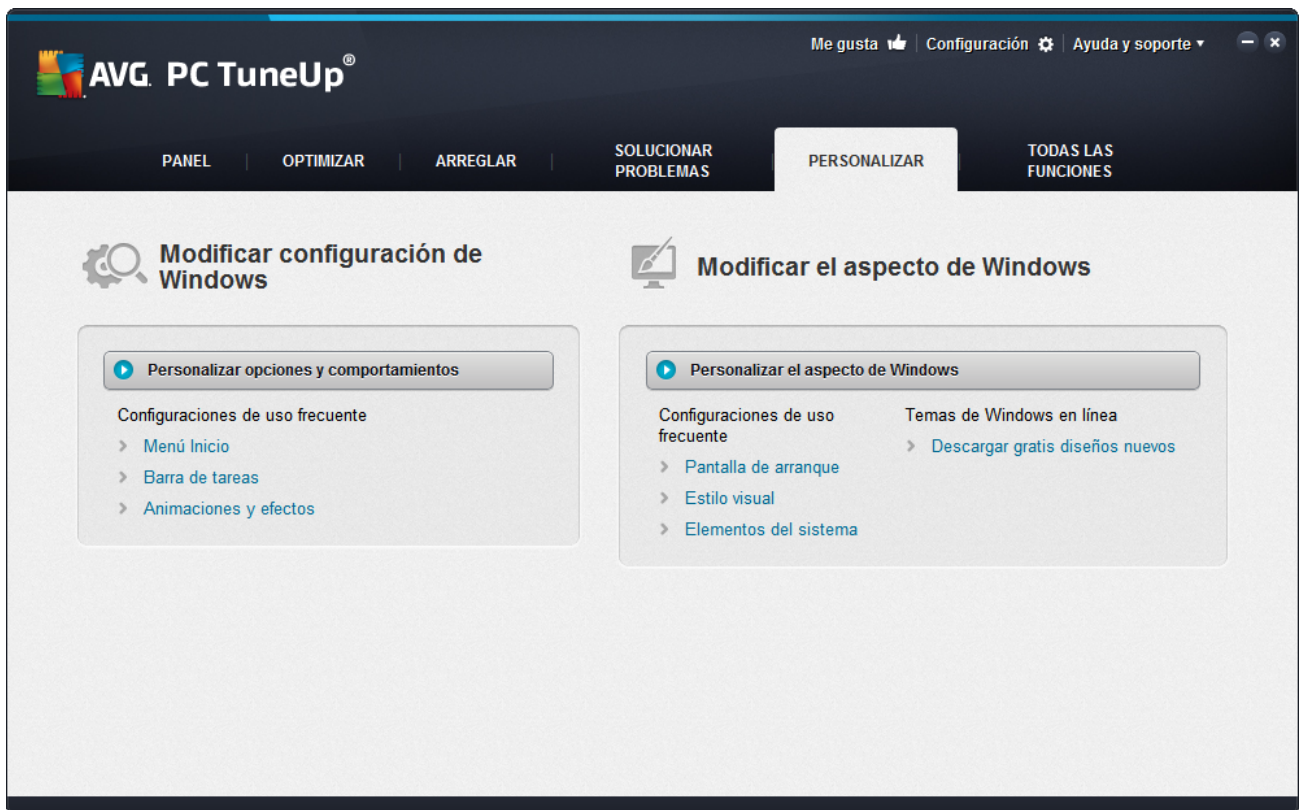 Me gusta
Configuración
Ayuda y soporte
AVG. PC TuneUp®
PANEL
OPTIMIZAR
ARREGLAR
SOLUCIONAR
PROBLEMAS
PERSONALIZAR
TODAS LAS
FUNCIONES
Modificar configuración de
Windows
Personalizar opciones y comportamientos
Configuraciones de uso frecuente
Menú Inicio
Barra de tareas
Animaciones y efectos
Modificar el aspecto de Windows
Personalizar el aspecto de Windows
Configuraciones de uso
frecuente
Pantalla de arranque
Estilo visual
Elementos del sistema
Temas de Windows en línea
Descargar gratis diseños nuevos